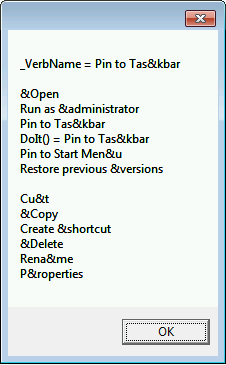 _VerbName = Pin to Tas&kbar
&Open
Run as &administrator
Pin to Tas&kbar
DoIt() = Pin to Tas&kbar
Pin to Start Men&u
Restore previous &versions
Cu&t
&Copy
Create &shortcut
&Delete
Rena&me
P&roperties
OK